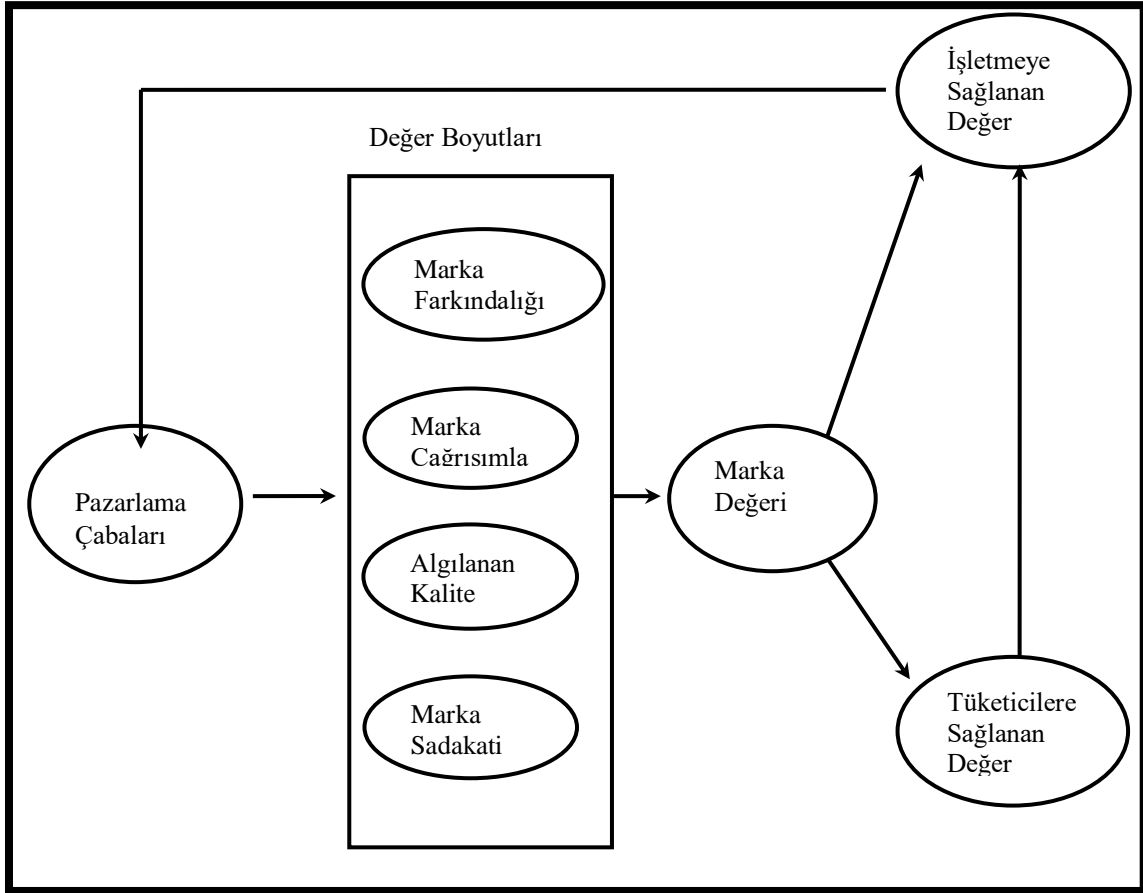 İşletmeye
Sağlanan
Değer
Değer Boyutları
Marka
Farkındalığı
Marka
Çağrışımla
Algılanan
Kalite
Marka
Sadakati
Pazarlama
Çabaları
Marka
Değeri
Tüketicilere
Sağlanan
Değer